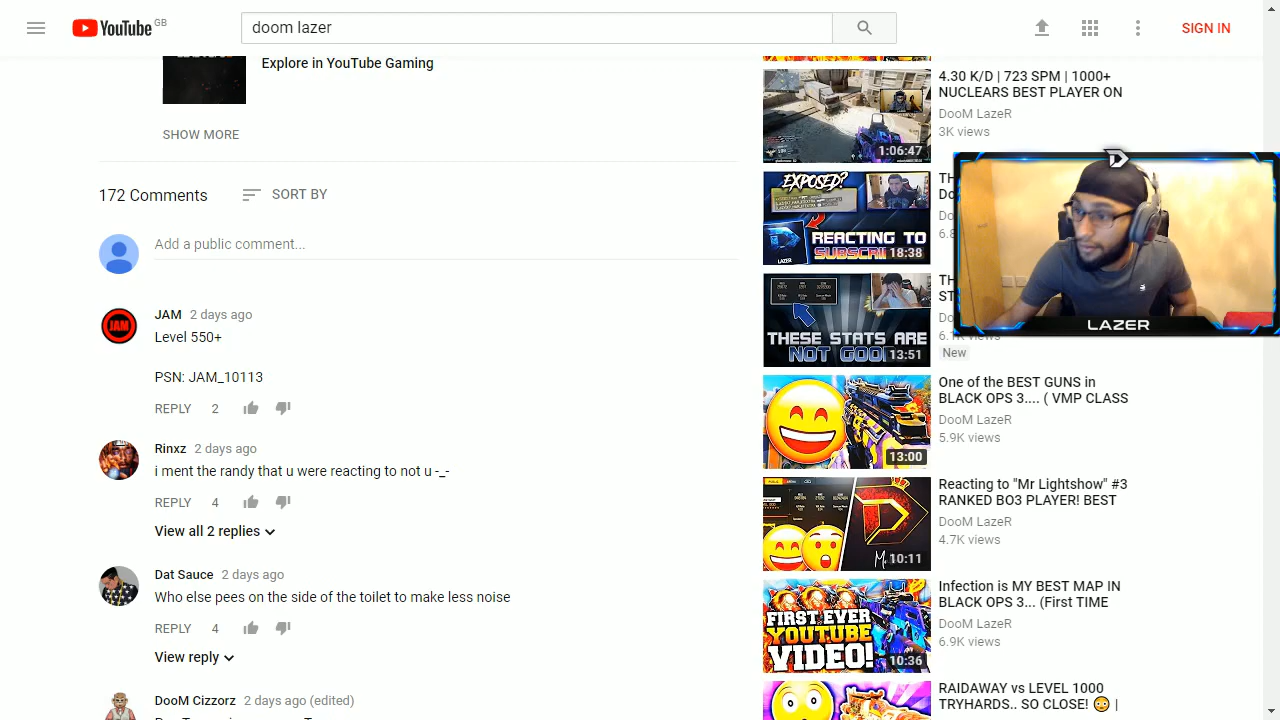 YouTube GB
doom lazer
SIGN IN
Explore in YouTube Gaming
SHOW MORE
172 Comments
SORT BY
Add a public comment...
JAM 2 days ago
Level 550+
PSN: JAM_10113
REPLY 2
Rinxz 2 days ago
i ment the randy that u were reacting to not u -_-
REPLY 4
View all 2 replies
Dat Sauce 2 days ago
Who else pees on the side of the toilet to make less noise
REPLY 4
View reply
DooM Cizzorz 2 days ago (edited)
4.30 K/D | 723 SPM | 1000+
NUCLEARS BEST PLAYER ON
DooM LazeR
3K views
1:06:47
EXPOSED?
REACTING TO
LAZER
18:38
THESE STATS ARE
NOT GOOD
13:51
New
LAZER
One of the BEST GUNS in
BLACK OPS 3.... ( VMP CLASS
DooM LazeR
5.9K views
13:00
Reacting to "Mr Lightshow" #3
RANKED BO3 PLAYER! BEST
DooM LazeR
4.7K views
10:11
Infection is MY BEST MAP IN
BLACK OPS 3... (First TIME
DooM LazeR
6.9K views
FIRST EVER
YOUTUBE
VIDEO!
10:36
RAIDAWAY vs LEVEL 1000
TRYHARDS.. SO CLOSE! 😳 |